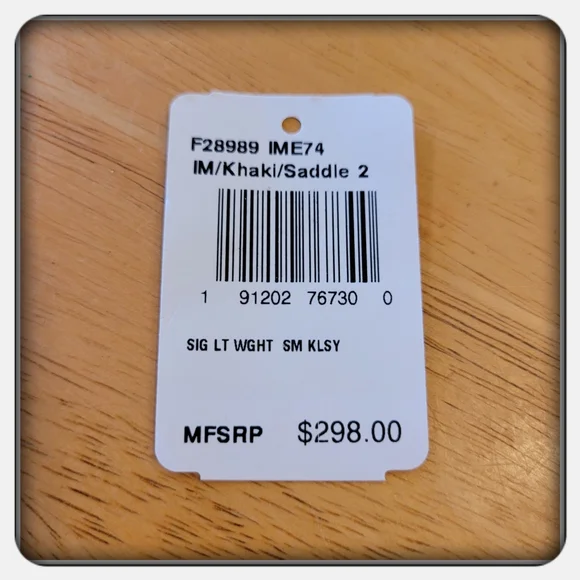 F28989 IME74
IM/Khaki/Saddle 2
1 91202 76730 0
SIG LT WGHT SM KLSY
MFSRP $298.00